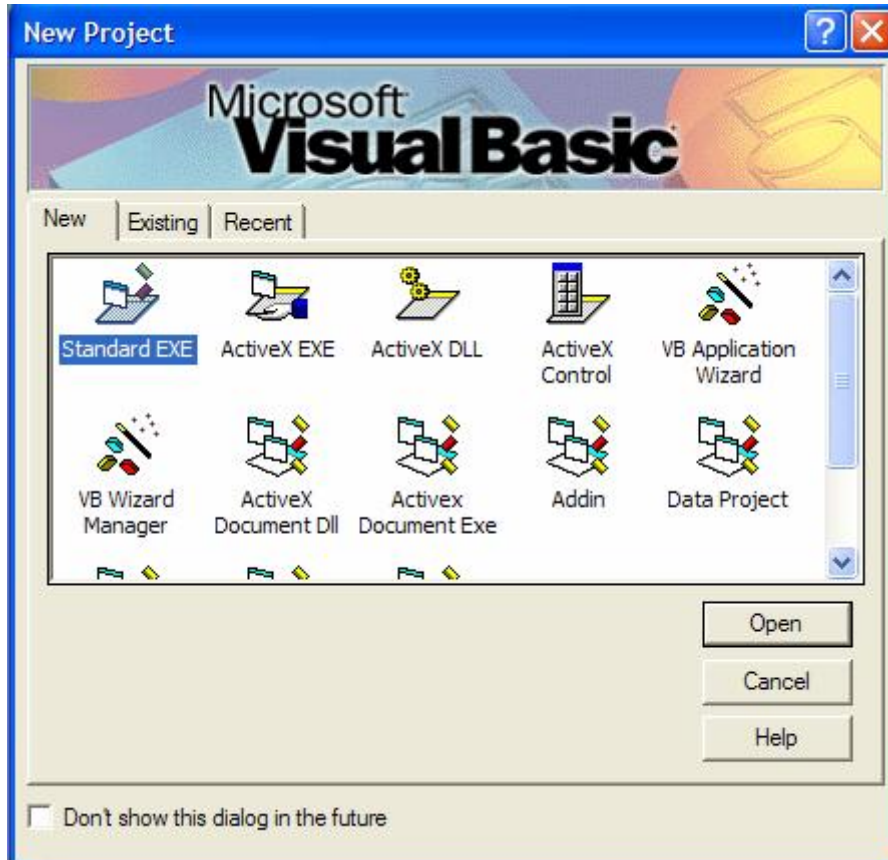 New Project
Microsoft
Visual Basic
New Existing Recent
Standard EXE ActiveX EXE ActiveX DLL ActiveX Control VB Application Wizard
VB Wizard Manager ActiveX Document Dll Activex Document Exe Addin Data Project
Open
Cancel
Help
Don't show this dialog in the future